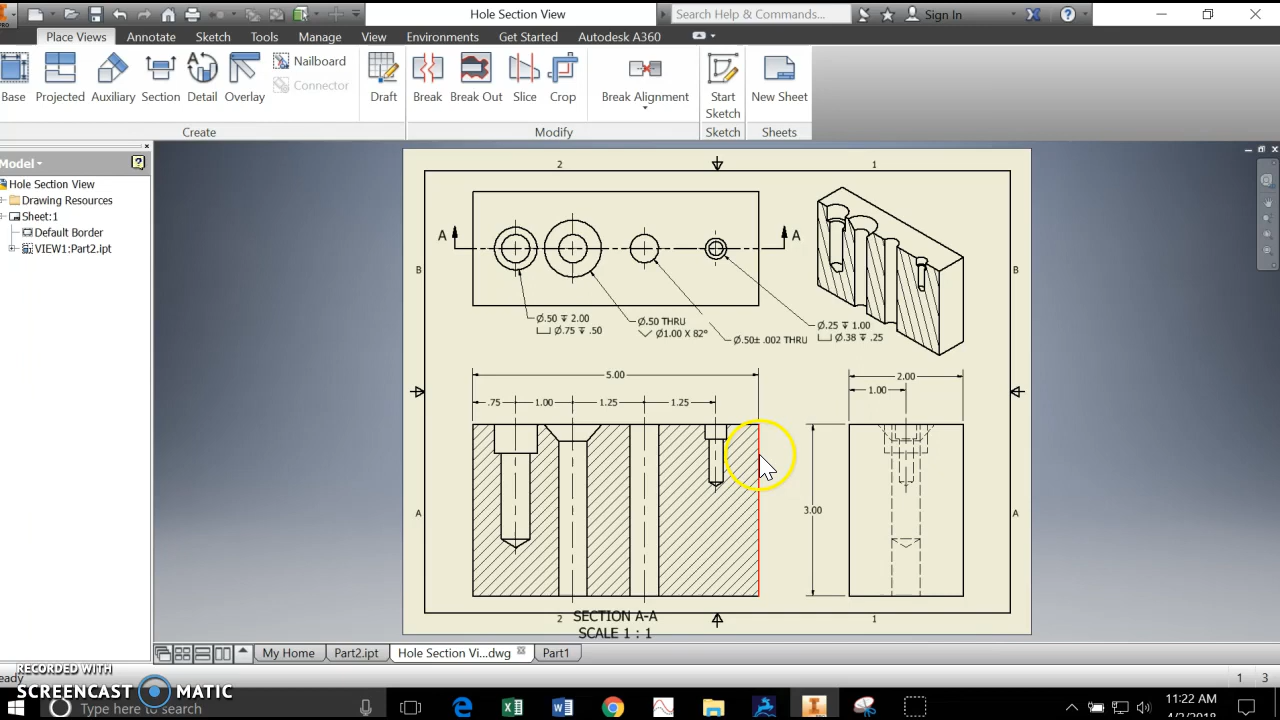 Hole Section View
Search Help & Commands...
Sign In
PRO
Place Views
Annotate
Sketch
Tools
Manage
View
Environments
Get Started
Autodesk A360
Base
Projected
Auxiliary
Section
Detail
Overlay
Nailboard
Connector
Draft
Break
Break Out
Slice
Crop
Break Alignment
Start Sketch
New Sheet
Create
Modify
Sketch
Sheets
Model
Hole Section View
Drawing Resources
Sheet:1
Default Border
VIEW1:Part2.ipt
2
1
A
A
B
B
Ø.50 ↧ 2.00
⌴ Ø.75 ↧ .50
Ø.50 THRU
⌵ Ø1.00 X 82°
Ø.50± .002 THRU
Ø.25 ↧ 1.00
⌴ Ø.38 ↧ .25
5.00
.75
1.00
1.25
1.25
2.00
1.00
3.00
A
A
SECTION A-A
SCALE 1 : 1
2
1
My Home
Part2.ipt
Hole Section Vi...dwg
Part1
RECORDED WITH
SCREENCAST MATIC
eady
1
3
Type here to search
11:22 AM